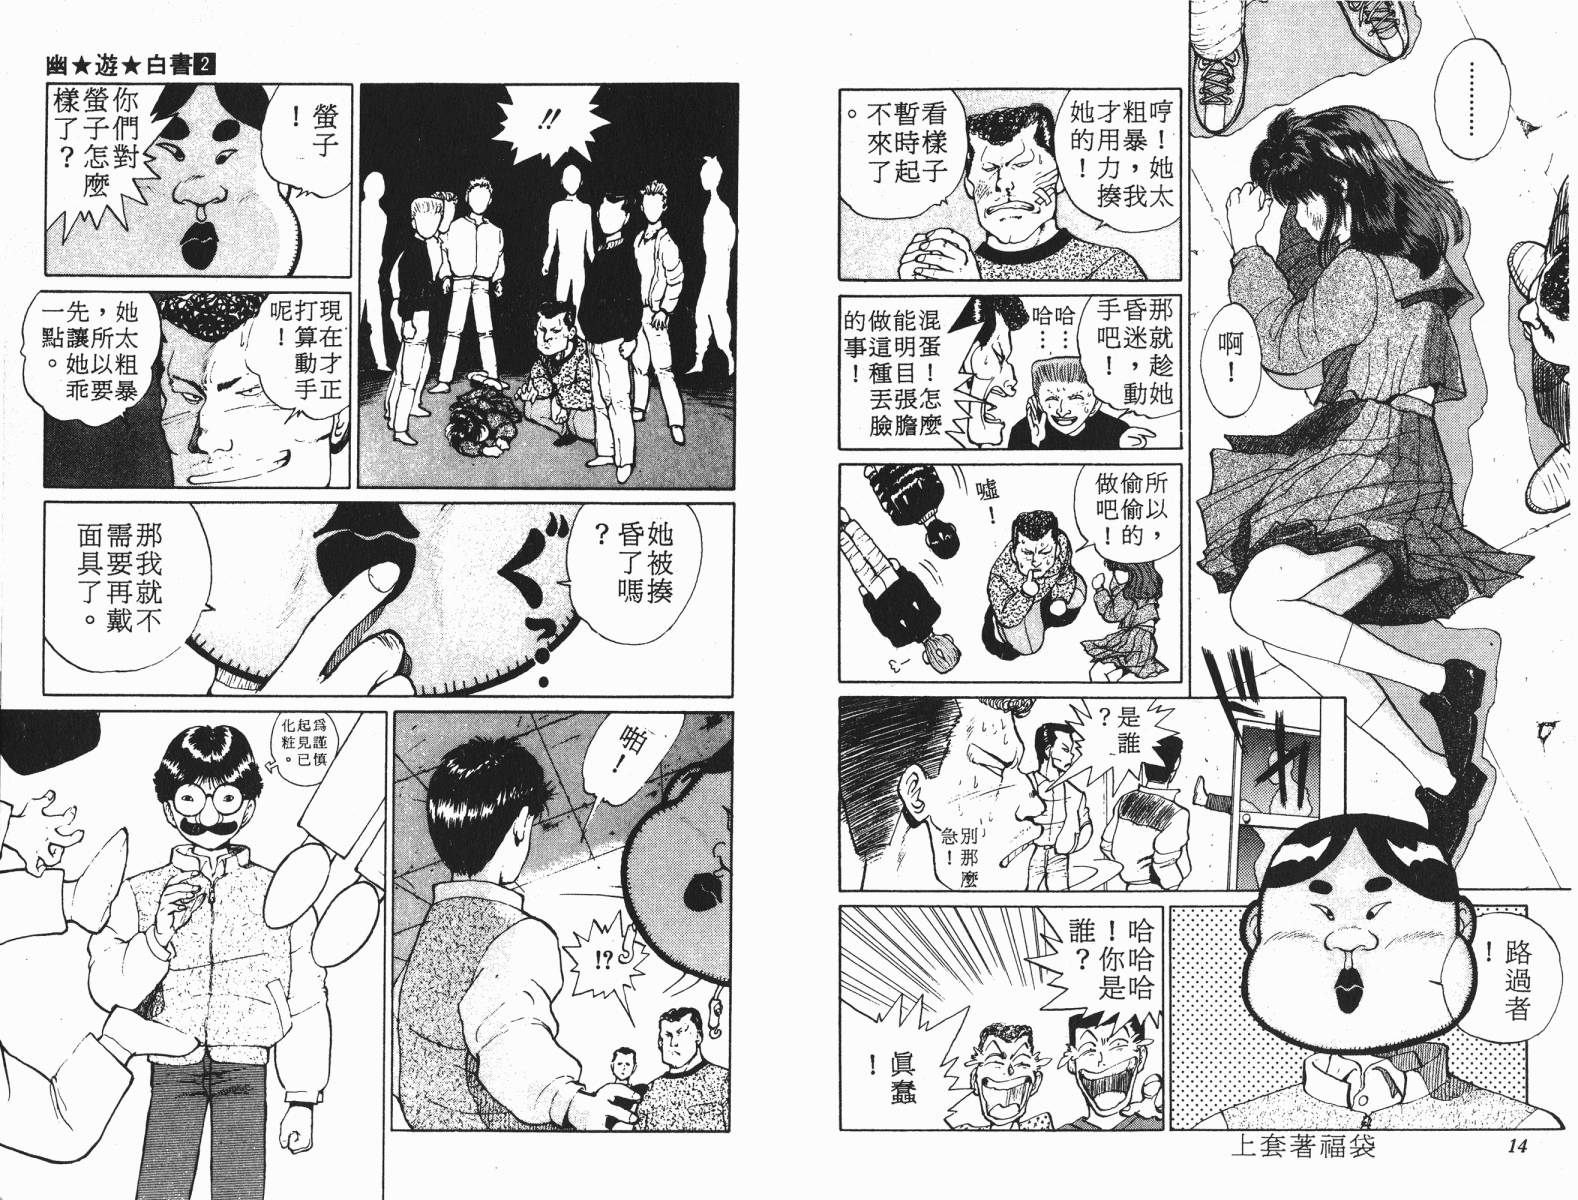 ………
啊！
哼！她太
粗暴，我
才用力揍
她的！
看樣子
暫時起
不來了
。
那就趁她
昏迷，動
手吧！
哈…
哈…
混蛋！怎麼
能明目張膽
做這種丟臉
的事！
所以，
偷偷的
做吧！
噓！
是誰
？
別那麼
急！
路過者
！
哈哈哈
！你是
誰？
眞蠢
！
上套著福袋
14
幽★遊★白書2
!!
螢子
！
你們對
螢子怎麼
樣了？
現在才正
打算動手
呢！
她太粗暴
，所以要
先讓她乖
一點。
她被揍
昏了嗎
？
ぐっ
那我就不
需要再戴
面具了。
啪！
!?
爲謹慎
起見已
化粧。